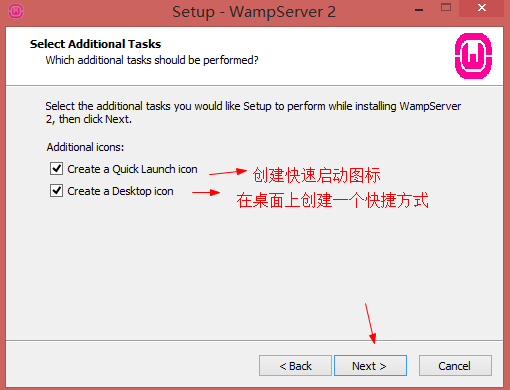 Setup - WampServer 2
Select Additional Tasks
Which additional tasks should be performed?
Select the additional tasks you would like Setup to perform while installing WampServer
2, then click Next.
Additional icons:
Create a Quick Launch icon
创建快速启动图标
Create a Desktop icon
在桌面上创建一个快捷方式
< Back
Next >
Cancel